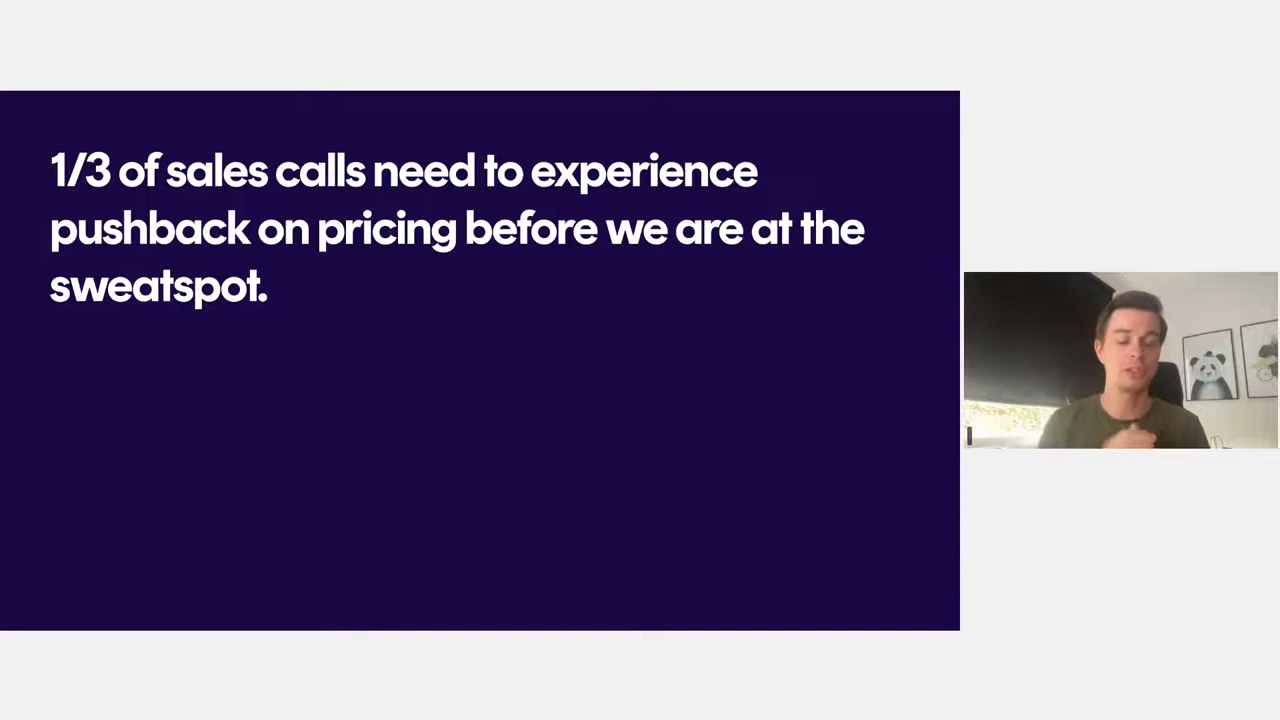 1/3 of sales calls need to experience
pushback on pricing before we are at the
sweatspot.